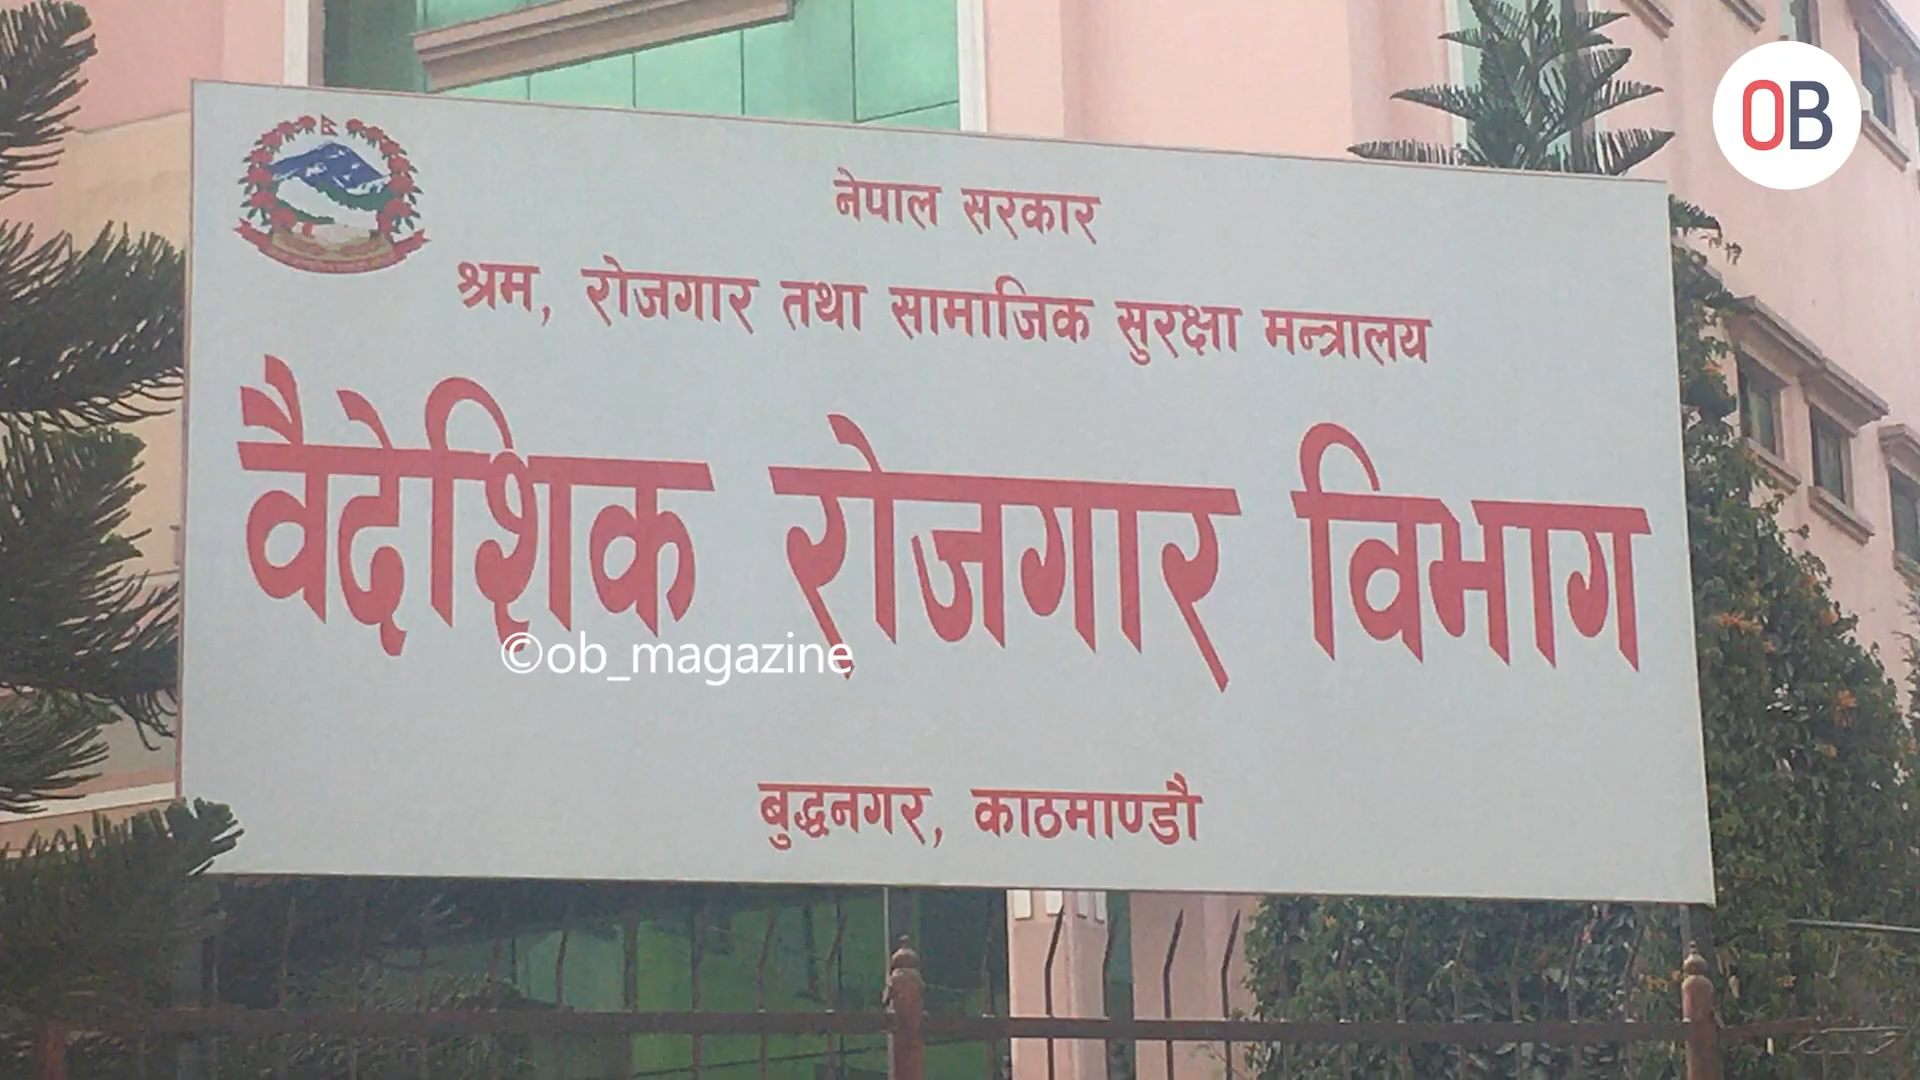 OB
नेपाल सरकार
श्रम, रोजगार तथा सामाजिक सुरक्षा मन्त्रालय
वैदेशिक रोजगार विभाग
©ob_magazine
बुद्धनगर, काठमाण्डौ